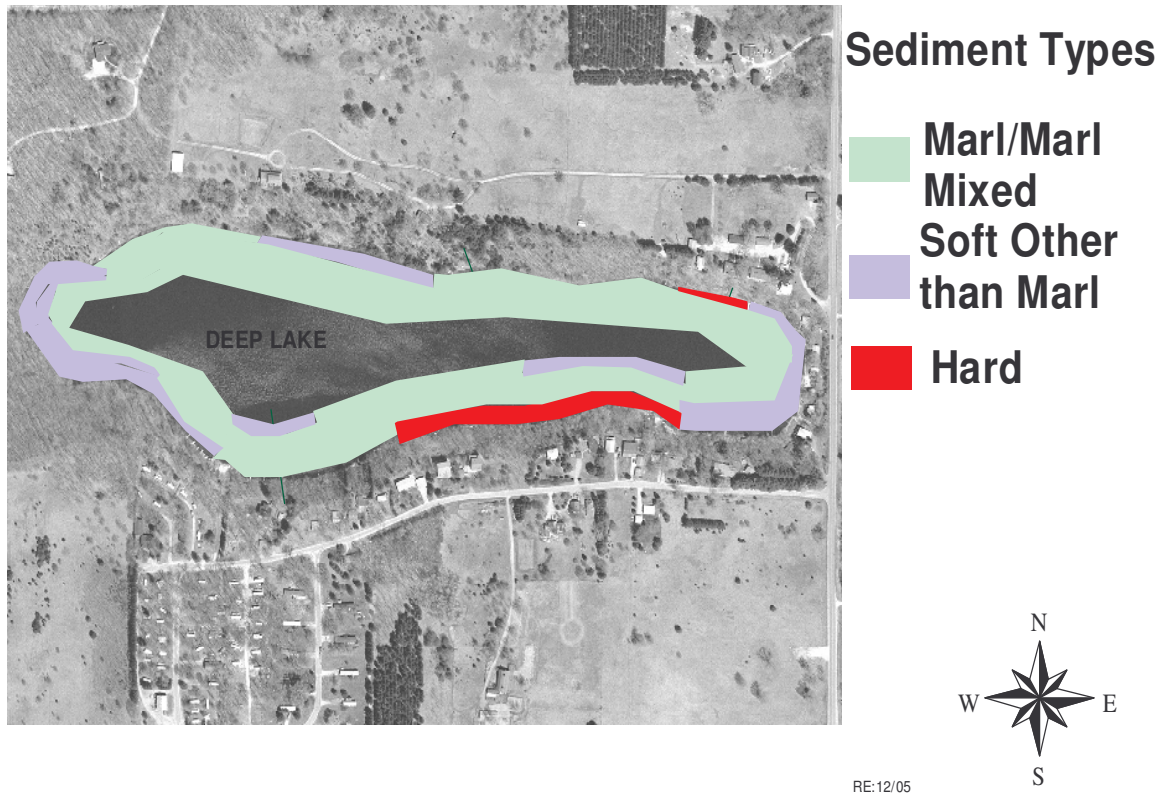 Sediment Types
Marl/Marl
Mixed
Soft Other
than Marl
Hard
DEEP LAKE
N
W
E
S
RE:12/05